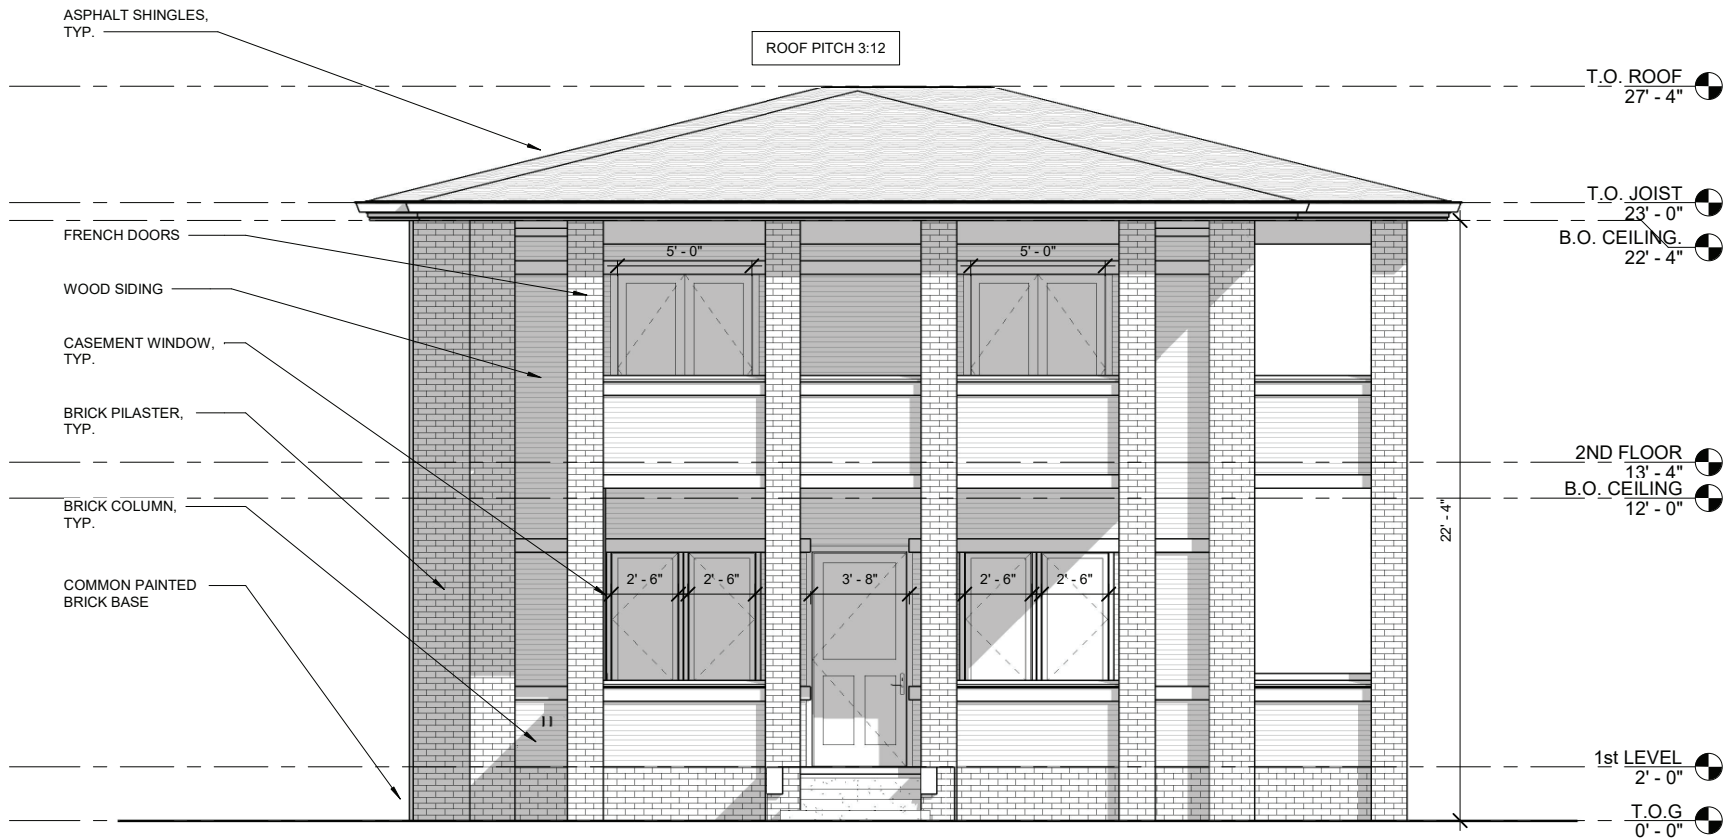 ASPHALT SHINGLES,
TYP.
ROOF PITCH 3:12
T.O. ROOF
27' - 4"
T.O. JOIST
23' - 0"
B.O. CEILING.
22' - 4"
FRENCH DOORS
5' - 0"
5' - 0"
WOOD SIDING
CASEMENT WINDOW,
TYP.
BRICK PILASTER,
TYP.
2ND FLOOR
13' - 4"
B.O. CEILING
12' - 0"
BRICK COLUMN,
TYP.
22' - 4"
2' - 6"
2' - 6"
3' - 8"
2' - 6"
2' - 6"
COMMON PAINTED
BRICK BASE
1st LEVEL
2' - 0"
T.O.G
0' - 0"